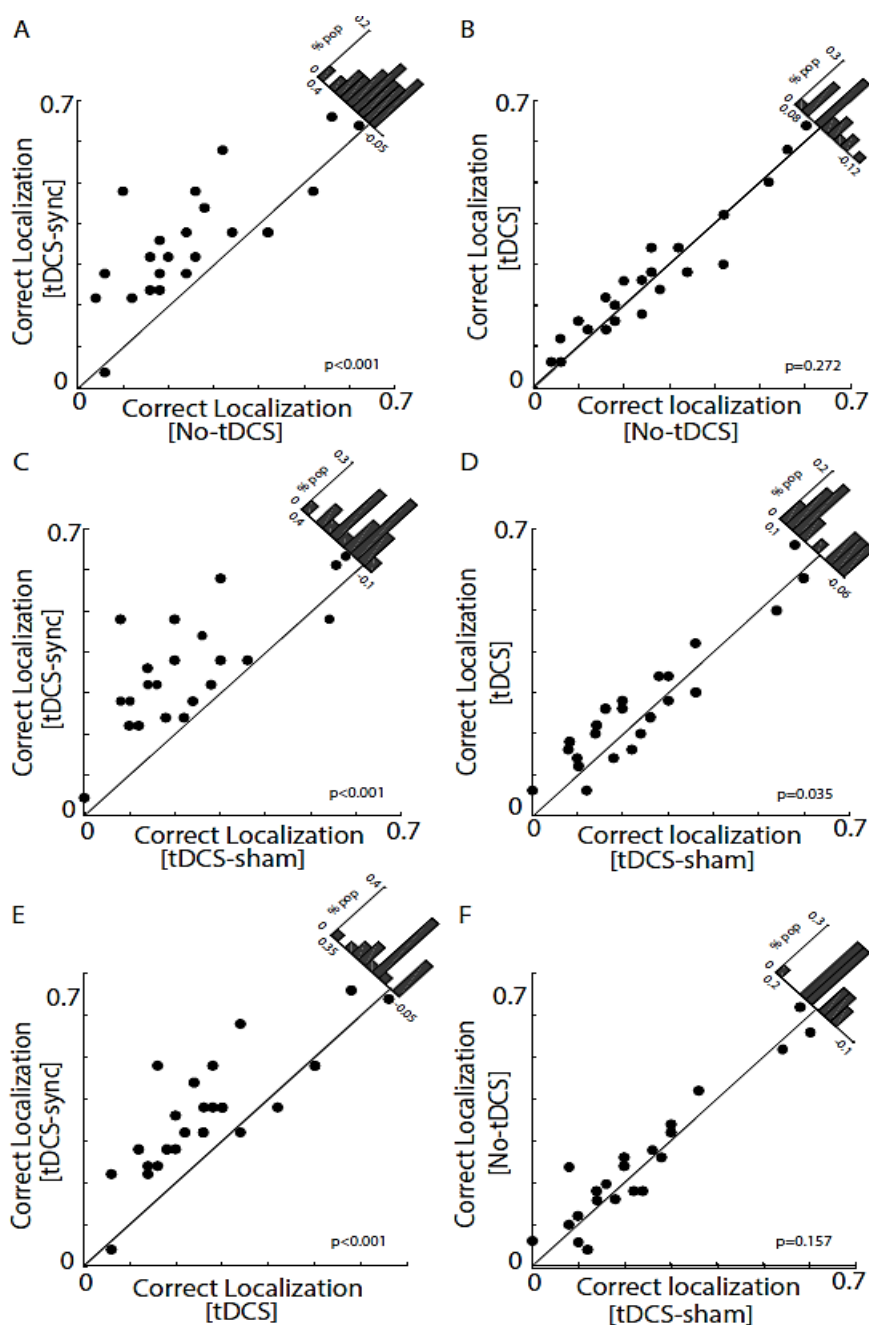 A
0.2
% pop
0
0.4
-0.05
0.7
Correct Localization
[tDCS-sync]
p<0.001
0
0.7
Correct Localization
[No-tDCS]
B
0.3
% pop
0
0.08
-0.12
0.7
Correct Localization
[tDCS]
p=0.272
0
0
0.7
Correct localization
[No-tDCS]
C
0.3
% pop
0
0.4
-0.1
0.7
Correct Localization
[tDCS-sync]
p<0.001
0
0
0.7
Correct Localization
[tDCS-sham]
D
0.2
% pop
0
0.1
-0.06
0.7
Correct Localization
[tDCS]
p=0.035
0
0
0.7
Correct localization
[tDCS-sham]
E
0.4
% pop
0
0.35
-0.05
0.7
Correct Localization
[tDCS-sync]
p<0.001
0
0
Correct Localization
[tDCS]
F
0.3
% pop
0
0.2
-0.1
0.7
Correct Localization
[No-tDCS]
p=0.157
0
0
0.7
Correct localization
[tDCS-sham]